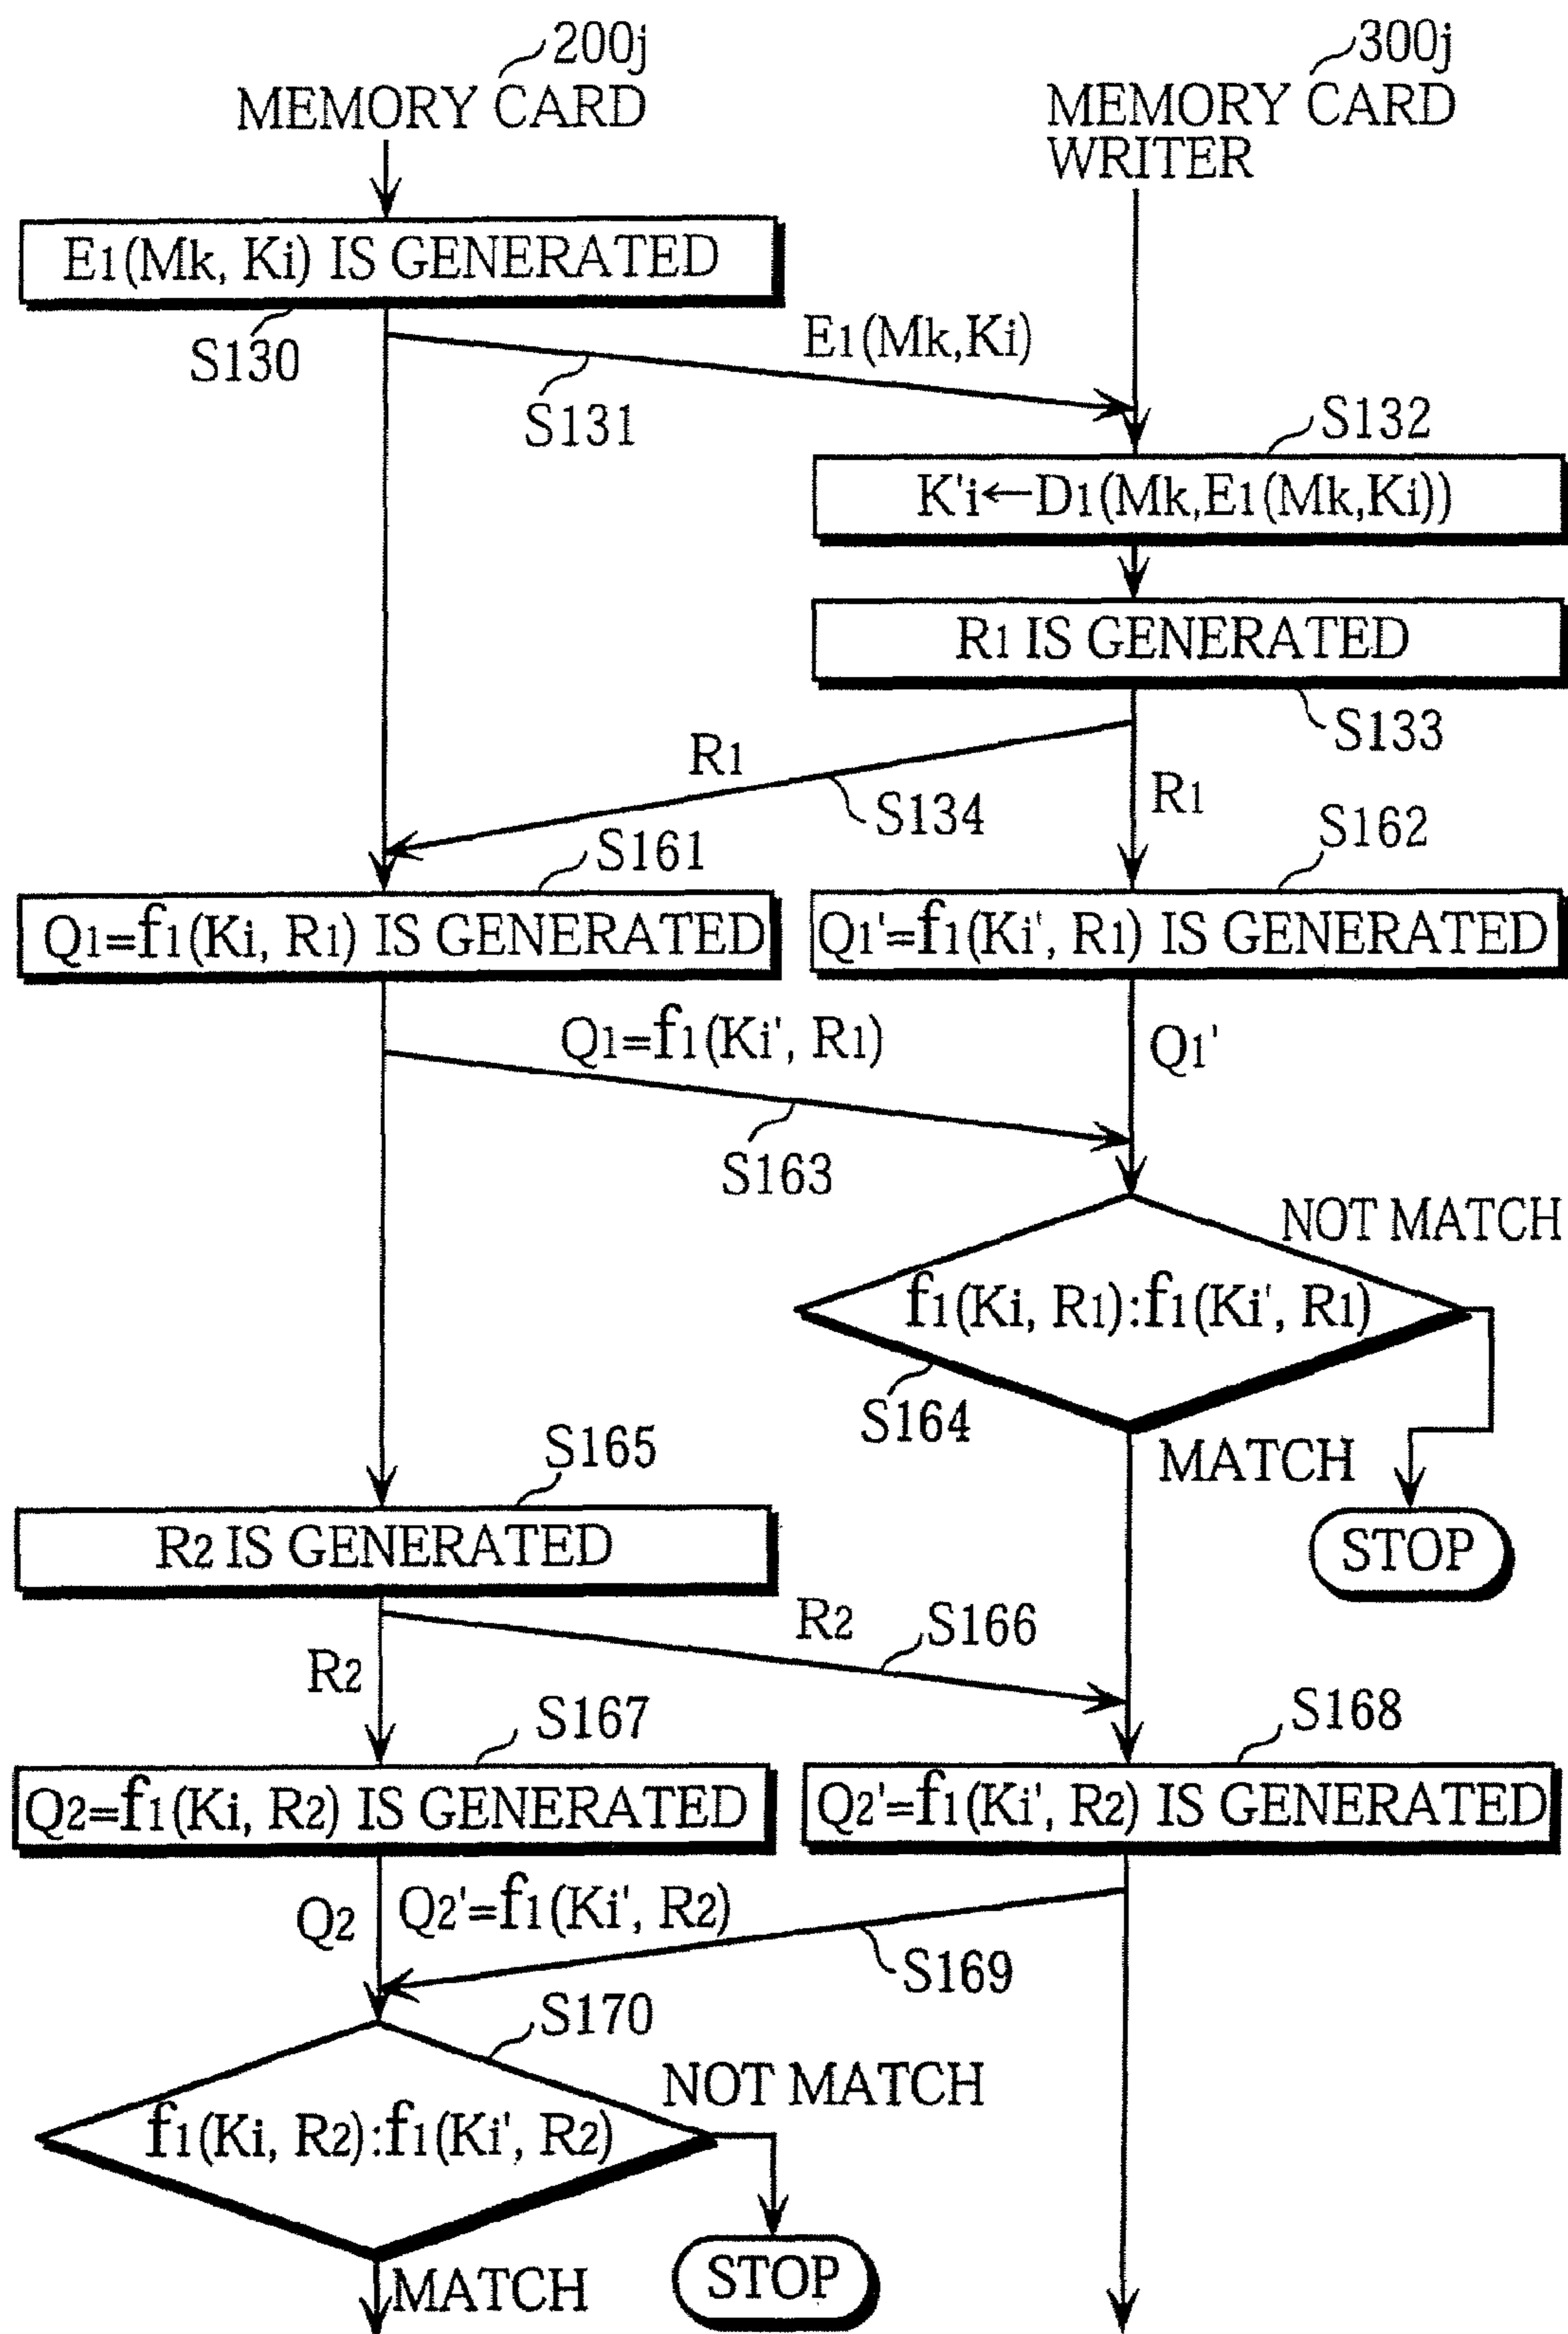 200j
MEMORY CARD
300j
MEMORY CARD
WRITER
E1(Mk, Ki) IS GENERATED
S130
E1(Mk,Ki)
S131
S132
K'i←D1(Mk,E1(Mk,Ki))
R1 IS GENERATED
S133
R1
S134
R1
S161
S162
Q1=f1(Ki, R1) IS GENERATED
Q1'=f1(Ki', R1) IS GENERATED
Q1=f1(Ki', R1)
Q1'
S163
NOT MATCH
f1(Ki, R1):f1(Ki', R1)
S164
MATCH
STOP
S165
R2 IS GENERATED
R2
S166
R2
S167
S168
Q2=f1(Ki, R2) IS GENERATED
Q2'=f1(Ki', R2) IS GENERATED
Q2
Q2'=f1(Ki', R2)
S169
S170
NOT MATCH
f1(Ki, R2):f1(Ki', R2)
STOP
MATCH